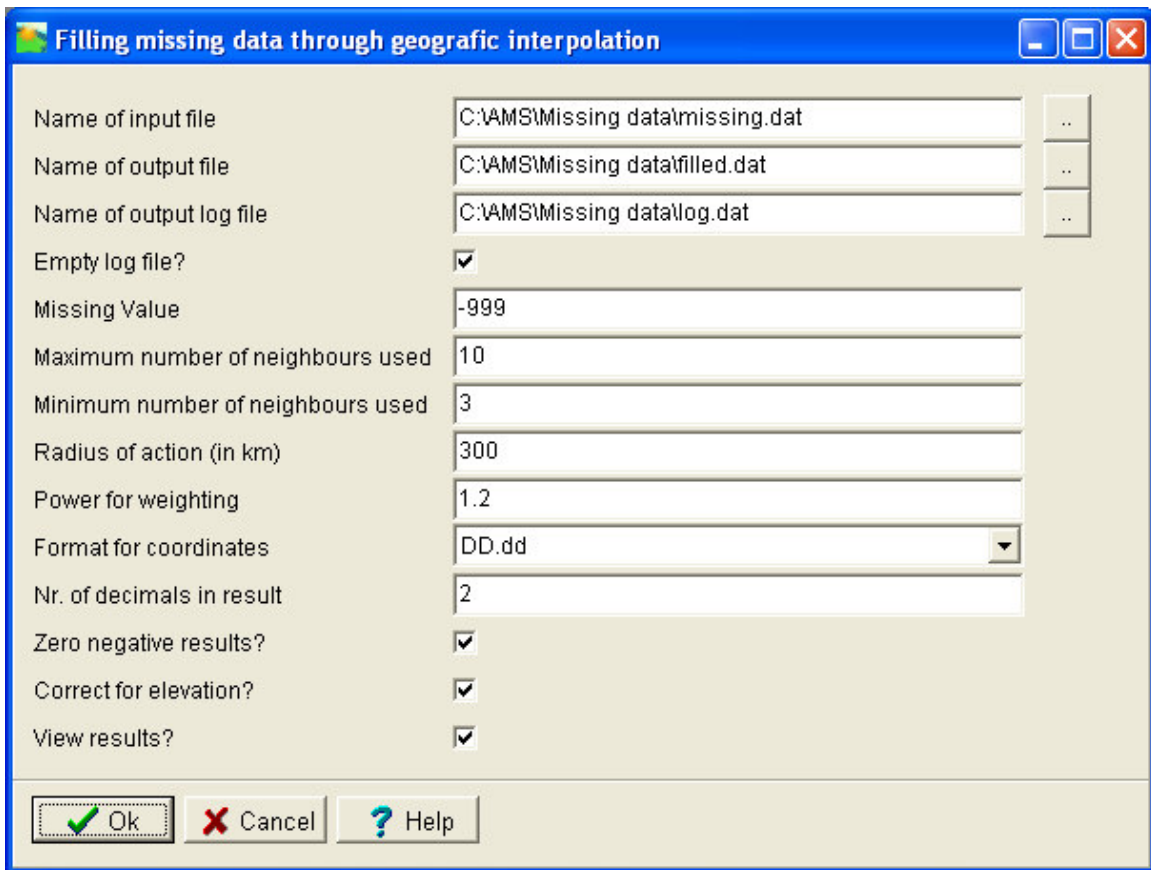 Filling missing data through geografic interpolation
Name of input file C:\AMS\Missing data\missing.dat ..
Name of output file C:\AMS\Missing data\filled.dat ..
Name of output log file C:\AMS\Missing data\log.dat ..
Empty log file?
Missing Value -999
Maximum number of neighbours used 10
Minimum number of neighbours used 3
Radius of action (in km) 300
Power for weighting 1.2
Format for coordinates DD.dd
Nr. of decimals in result 2
Zero negative results?
Correct for elevation?
View results?
Ok Cancel ? Help